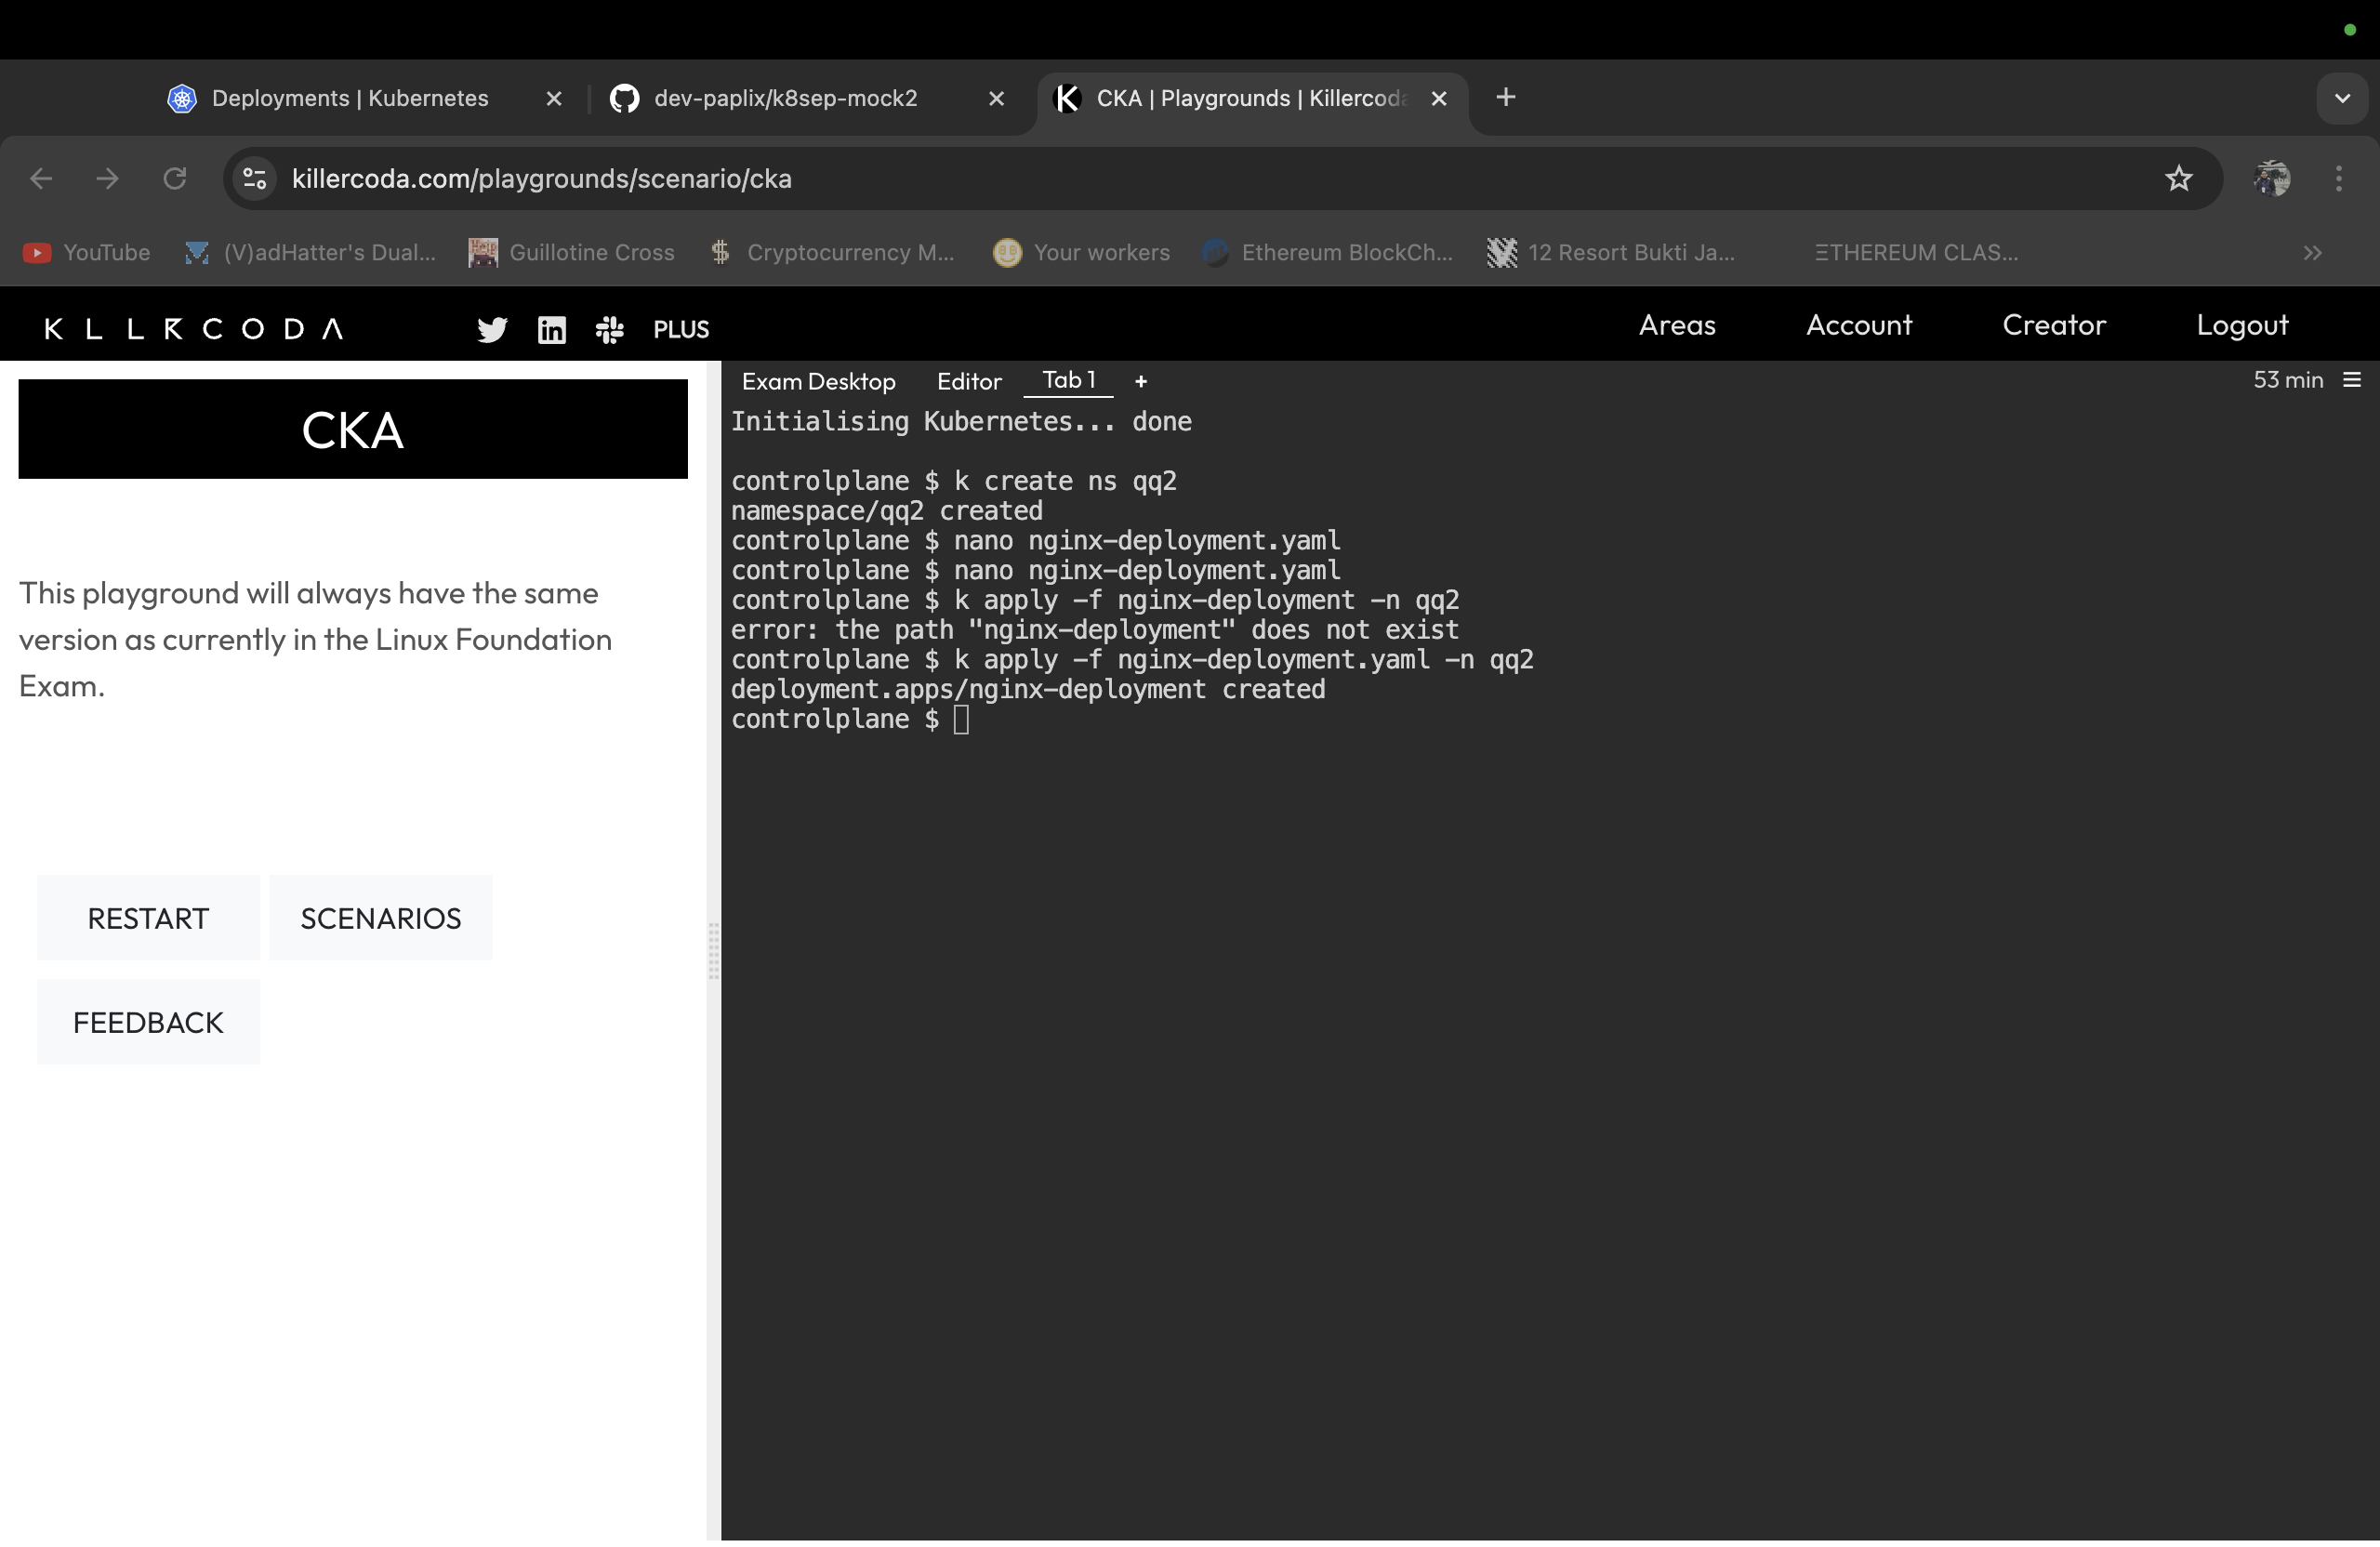 Deployments | Kubernetes
dev-paplix/k8sep-mock2
CKA | Playgrounds | Killercoda
killercoda.com/playgrounds/scenario/cka
YouTube
(V)adHatter's Dual...
Guillotine Cross
Cryptocurrency M...
Your workers
Ethereum BlockCh...
12 Resort Bukti Ja...
ΞTHEREUM CLAS...
KLLRCODA
PLUS
Areas
Account
Creator
Logout
CKA
This playground will always have the same
version as currently in the Linux Foundation
Exam.
RESTART
SCENARIOS
FEEDBACK
Exam Desktop
Editor
Tab 1
+
53 min
Initialising Kubernetes... done
controlplane $ k create ns qq2
namespace/qq2 created
controlplane $ nano nginx-deployment.yaml
controlplane $ nano nginx-deployment.yaml
controlplane $ k apply -f nginx-deployment -n qq2
error: the path "nginx-deployment" does not exist
controlplane $ k apply -f nginx-deployment.yaml -n qq2
deployment.apps/nginx-deployment created
controlplane $